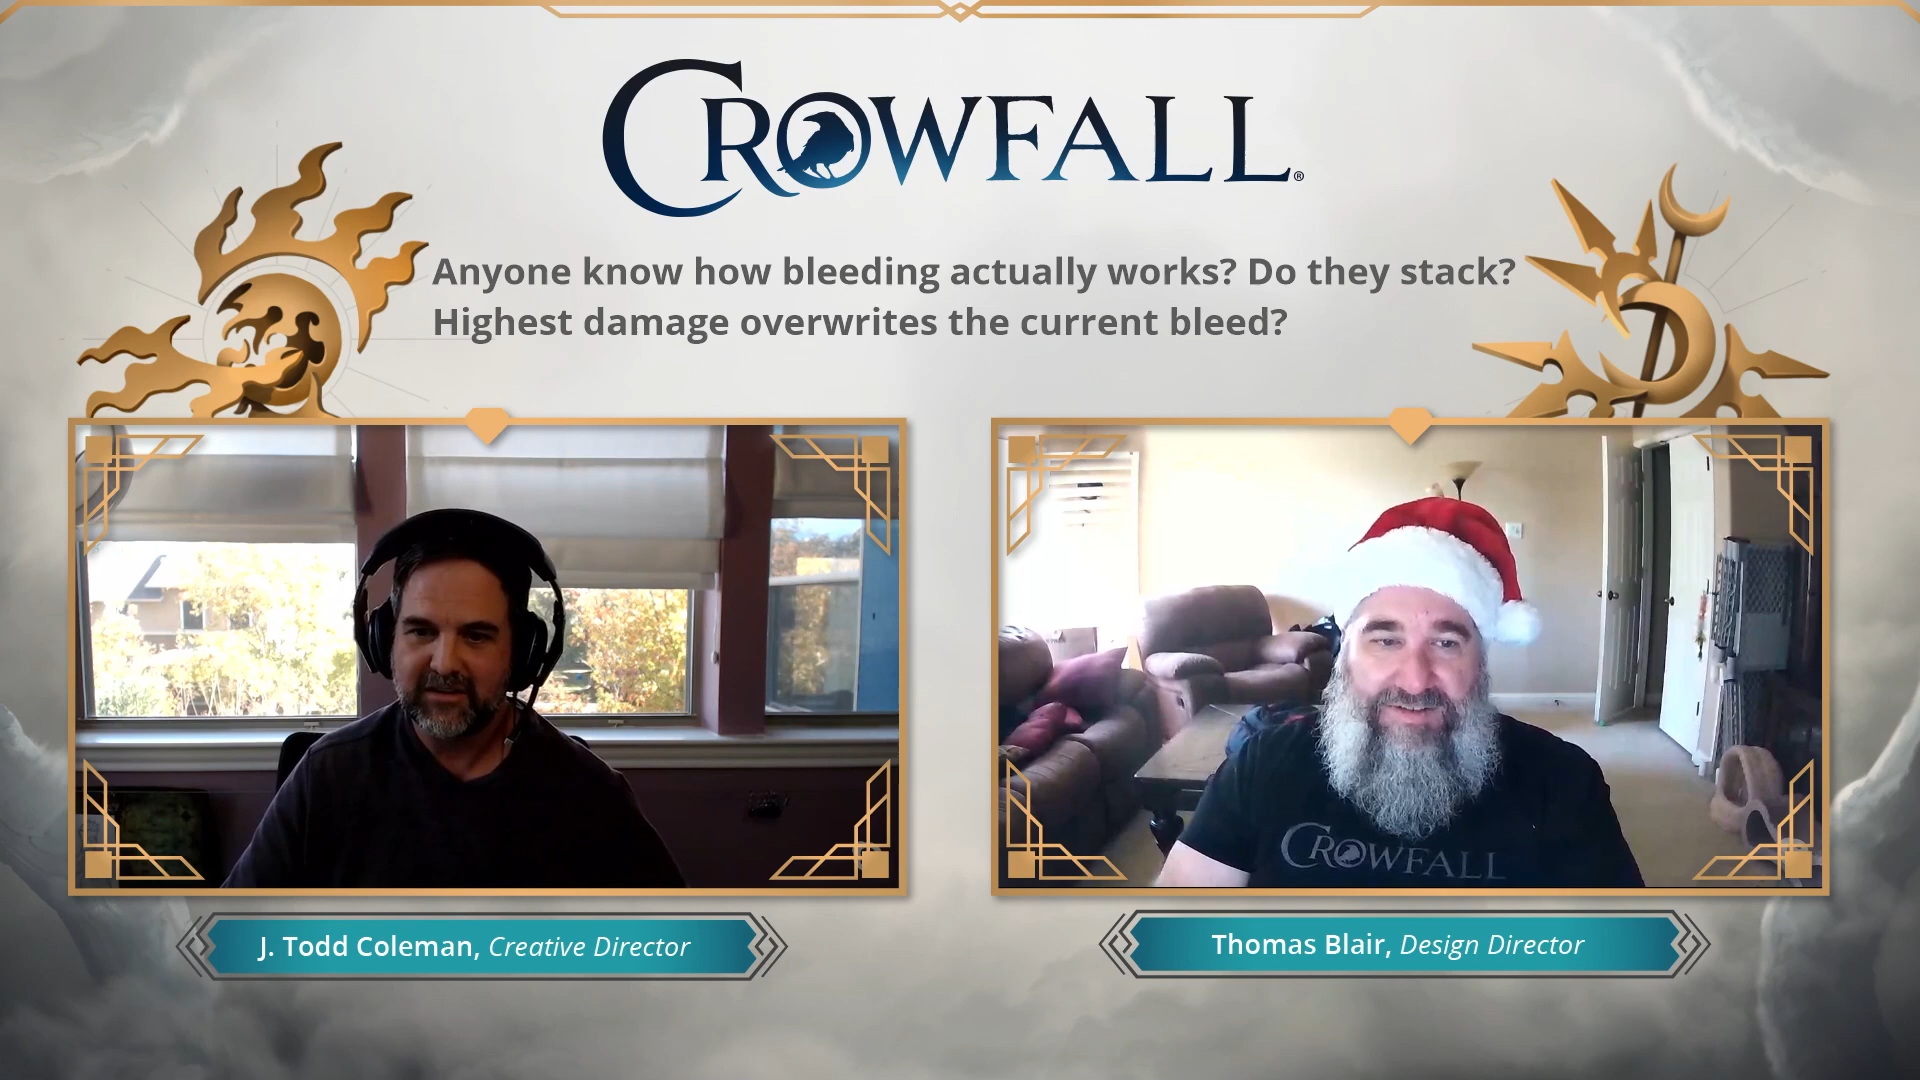 CROWFALL®
Anyone know how bleeding actually works? Do they stack?
Highest damage overwrites the current bleed?
CROWFALL
J. Todd Coleman, Creative Director
Thomas Blair, Design Director